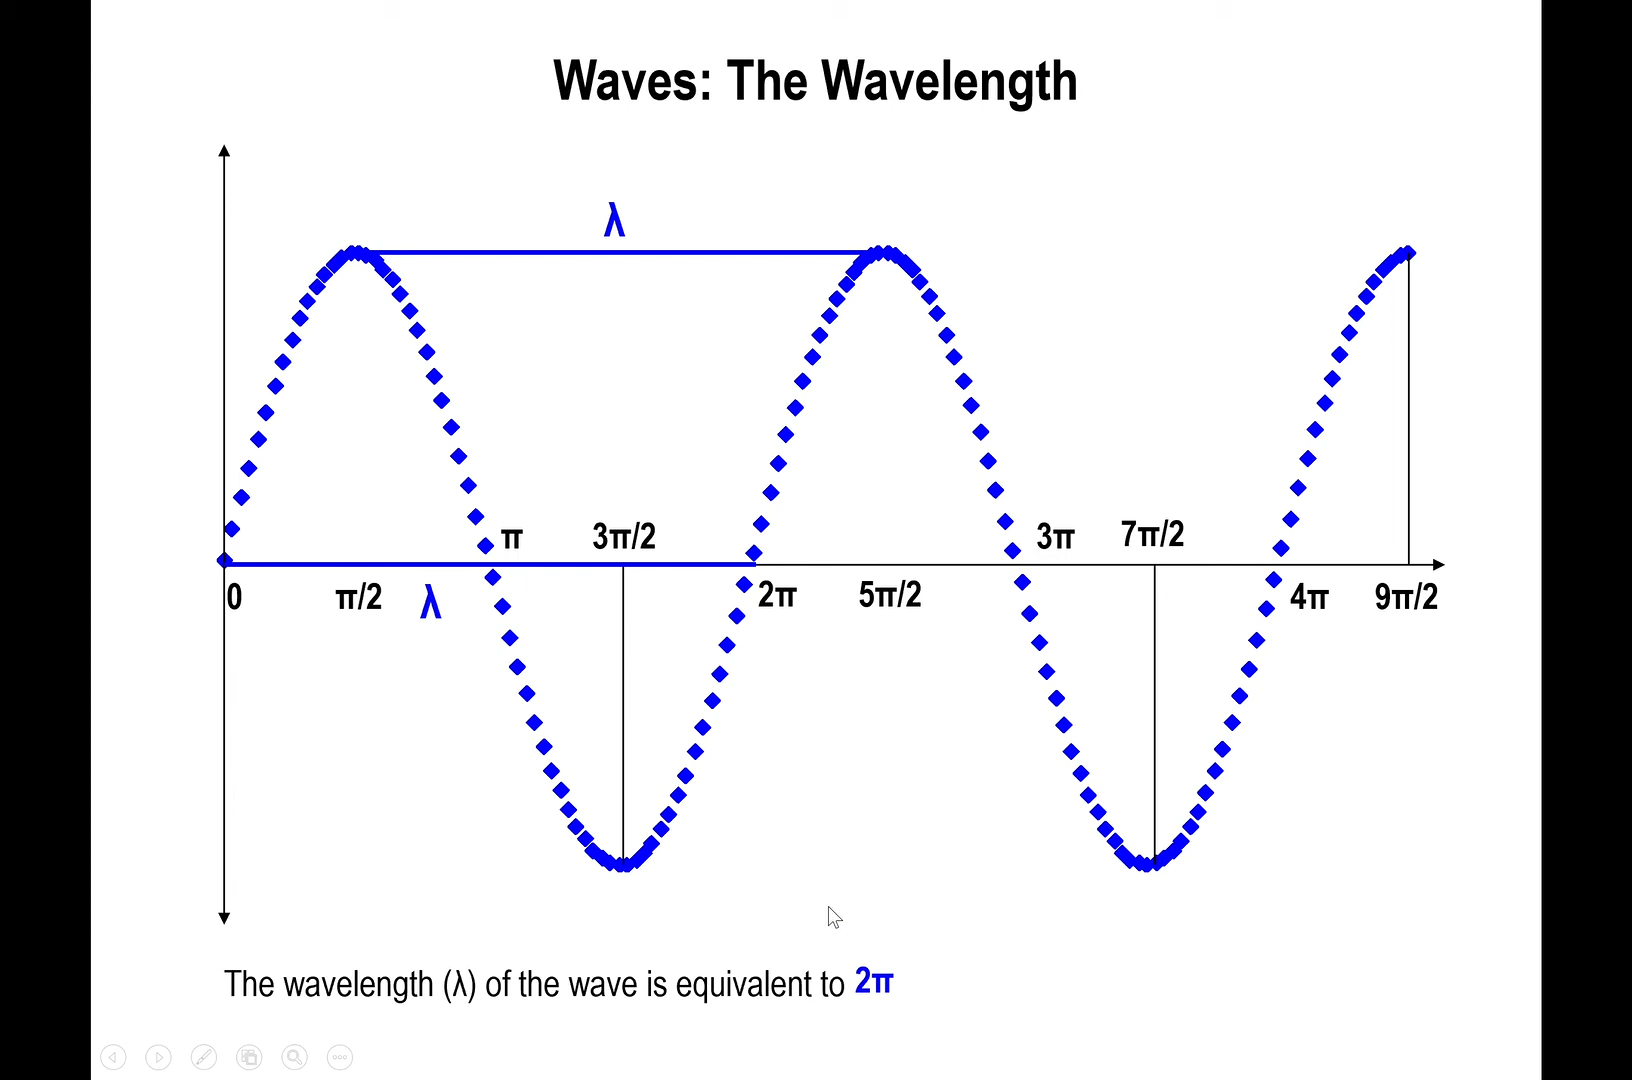 Waves: The Wavelength
λ
π
3π/2
3π
7π/2
0
π/2
λ
2π
5π/2
4π
9π/2
The wavelength (λ) of the wave is equivalent to 2π